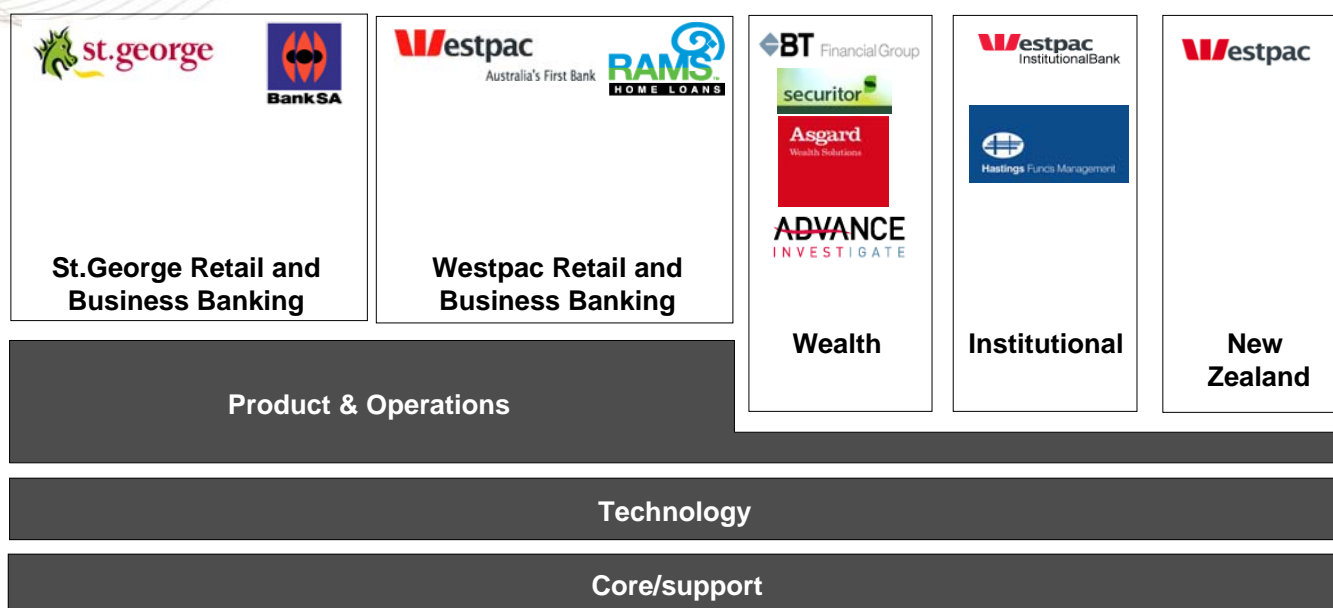 st.george
BankSA
Westpac
Australia's First Bank
RAMS™
HOME LOANS
BT Financial Group
securitor
Asgard
Wealth Solutions
ADVANCE
INVESTIGATE
Westpac
InstitutionalBank
Hastings Funds Management
Westpac
St.George Retail and
Business Banking
Westpac Retail and
Business Banking
Wealth
Institutional
New
Zealand
Product & Operations
Technology
Core/support